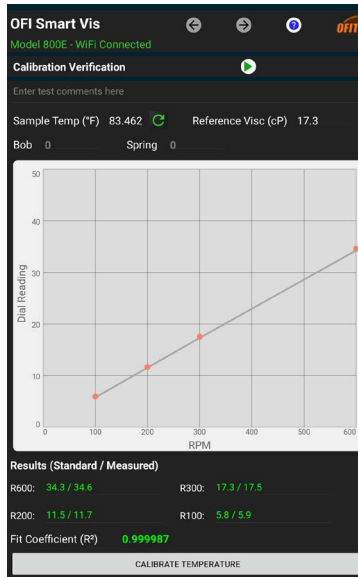 OFI Smart Vis
OFIT
Model 800E - WiFi Connected
Calibration Verification
Enter test comments here
Sample Temp (°F) 83.462 Reference Visc (cP) 17.3
Bob 0 Spring 0
50
40
30
20
10
0
Dial Reading
0 100 200 300 400 500 600
RPM
Results (Standard / Measured)
R600: 34.3 / 34.6 R300: 17.3 / 17.5
R200: 11.5 / 11.7 R100: 5.8 / 5.9
Fit Coefficient (R²) 0.999987
CALIBRATE TEMPERATURE